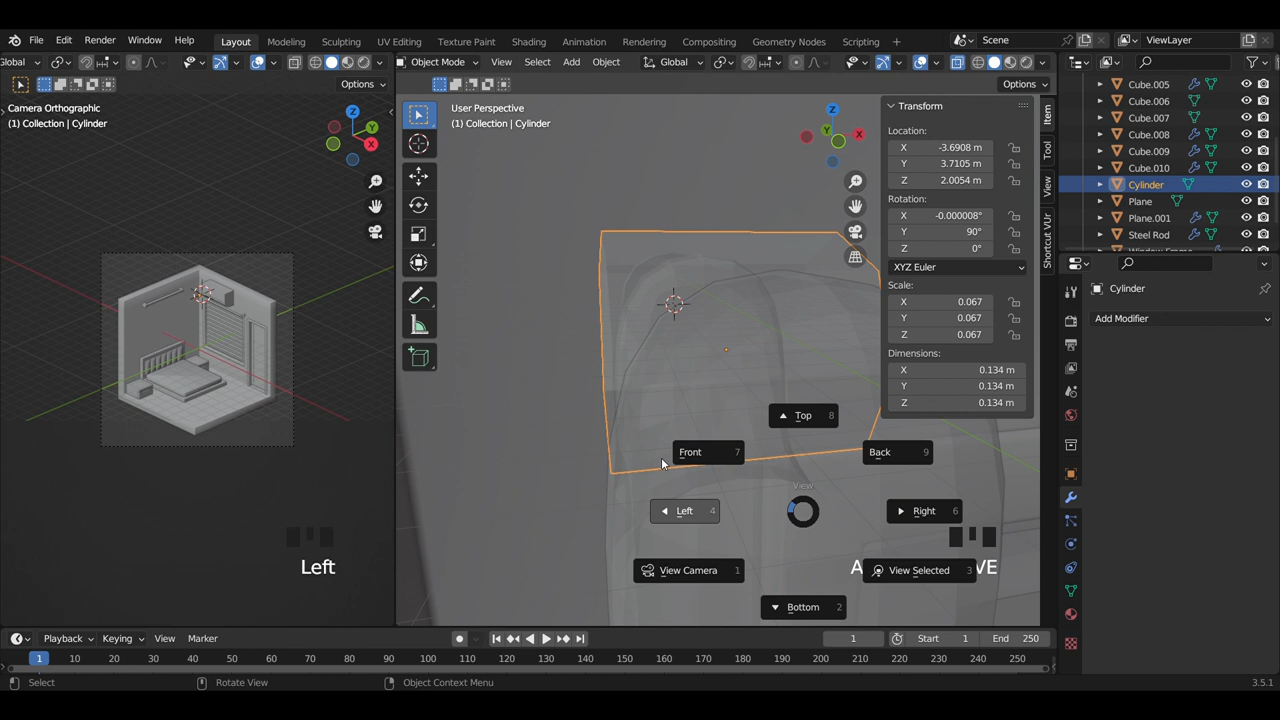 File Edit Render Window Help Layout Modeling Sculpting UV Editing Texture Paint Shading Animation Rendering Compositing Geometry Nodes Scripting + Scene ViewLayer
Global
Object Mode View Select Add Object Global
Options
Options
Camera Orthographic
(1) Collection | Cylinder
Z
Y
X
User Perspective
(1) Collection | Cylinder
Z
Y
X
Transform
Location:
X -3.6908 m
Y 3.7105 m
Z 2.0054 m
Rotation:
X -0.000008°
Y 90°
Z 0°
XYZ Euler
Scale:
X 0.067
Y 0.067
Z 0.067
Dimensions:
X 0.134 m
Y 0.134 m
Z 0.134 m
Item
Tool
View
Shortcut VUr
Cube.005
Cube.006
Cube.007
Cube.008
Cube.009
Cube.010
Cylinder
Plane
Plane.001
Steel Rod
Window Frame
Cylinder
Add Modifier
Top 8
Front 7
Back 9
View
Left 4
Right 6
View Camera 1
View Selected 3
Bottom 2
Left
Playback Keying View Marker 1 Start 1 End 250
1 10 20 30 40 50 60 70 80 90 100 110 120 130 140 150 160 170 180 190 200 210 220 230 240 250
Select Rotate View Object Context Menu 3.5.1